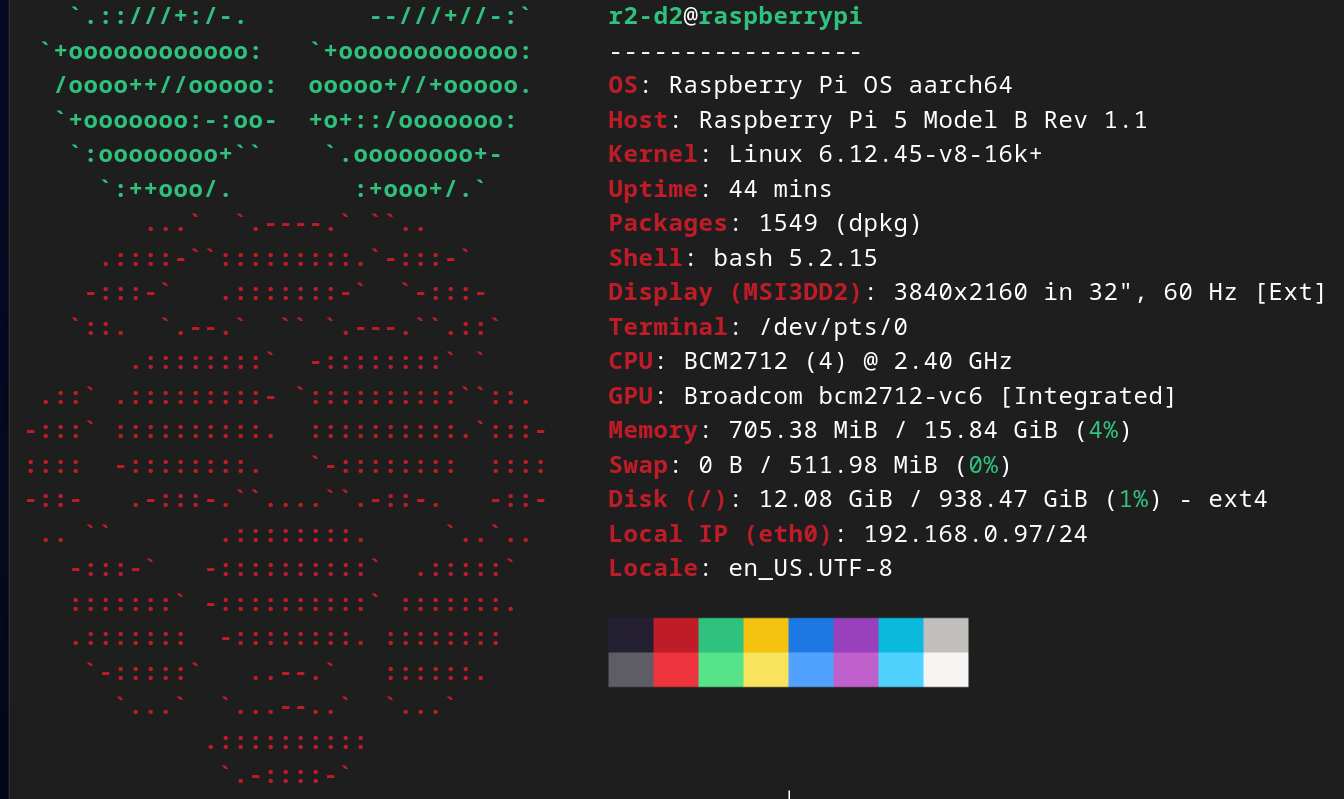 r2-d2@raspberrypi
-----------------
OS: Raspberry Pi OS aarch64
Host: Raspberry Pi 5 Model B Rev 1.1
Kernel: Linux 6.12.45-v8-16k+
Uptime: 44 mins
Packages: 1549 (dpkg)
Shell: bash 5.2.15
Display (MSI3DD2): 3840x2160 in 32", 60 Hz [Ext]
Terminal: /dev/pts/0
CPU: BCM2712 (4) @ 2.40 GHz
GPU: Broadcom bcm2712-vc6 [Integrated]
Memory: 705.38 MiB / 15.84 GiB (4%)
Swap: 0 B / 511.98 MiB (0%)
Disk (/): 12.08 GiB / 938.47 GiB (1%) - ext4
Local IP (eth0): 192.168.0.97/24
Locale: en_US.UTF-8